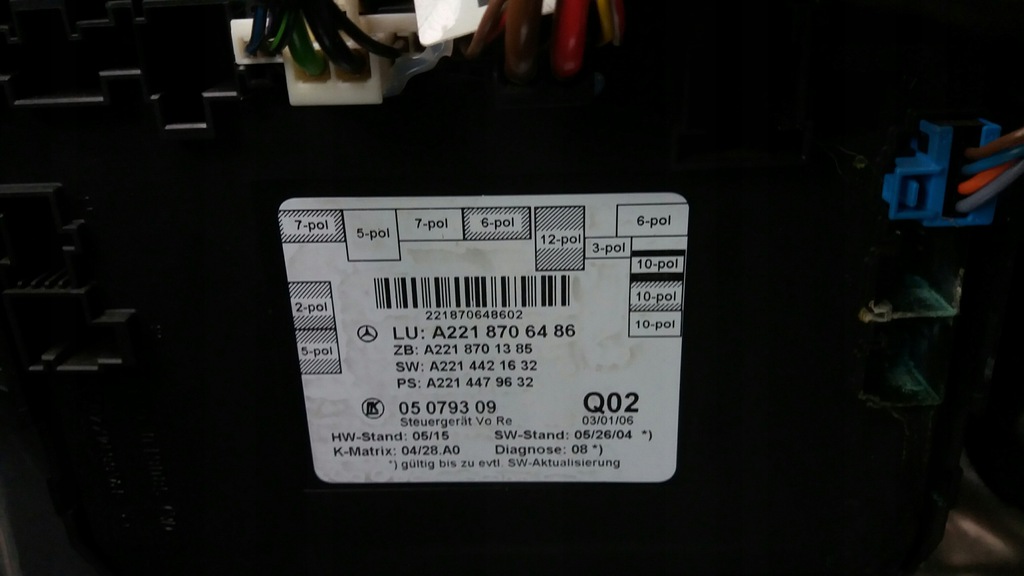 7-pol
5-pol
7-pol
6-pol
12-pol
3-pol
6-pol
10-pol
10-pol
10-pol
2-pol
5-pol
221870648602
LU: A221 870 64 86
ZB: A221 870 13 85
SW: A221 442 16 32
PS: A221 447 96 32
05 0793 09
Q02
Steuergerät Vo Re
03/01/06
HW-Stand: 05/15 SW-Stand: 05/26/04 *)
K-Matrix: 04/28.A0 Diagnose: 08 *)
*) gültig bis zu evtl. SW-Aktualisierung